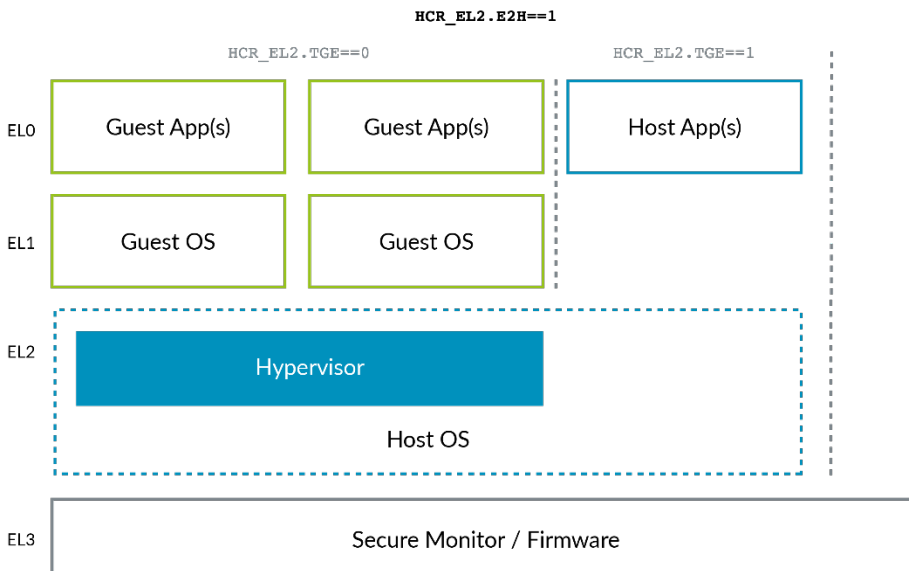 HCR_EL2.E2H==1
HCR_EL2.TGE==0 HCR_EL2.TGE==1
EL0 Guest App(s) Guest App(s) Host App(s)
EL1 Guest OS Guest OS
EL2 Hypervisor
Host OS
EL3 Secure Monitor / Firmware